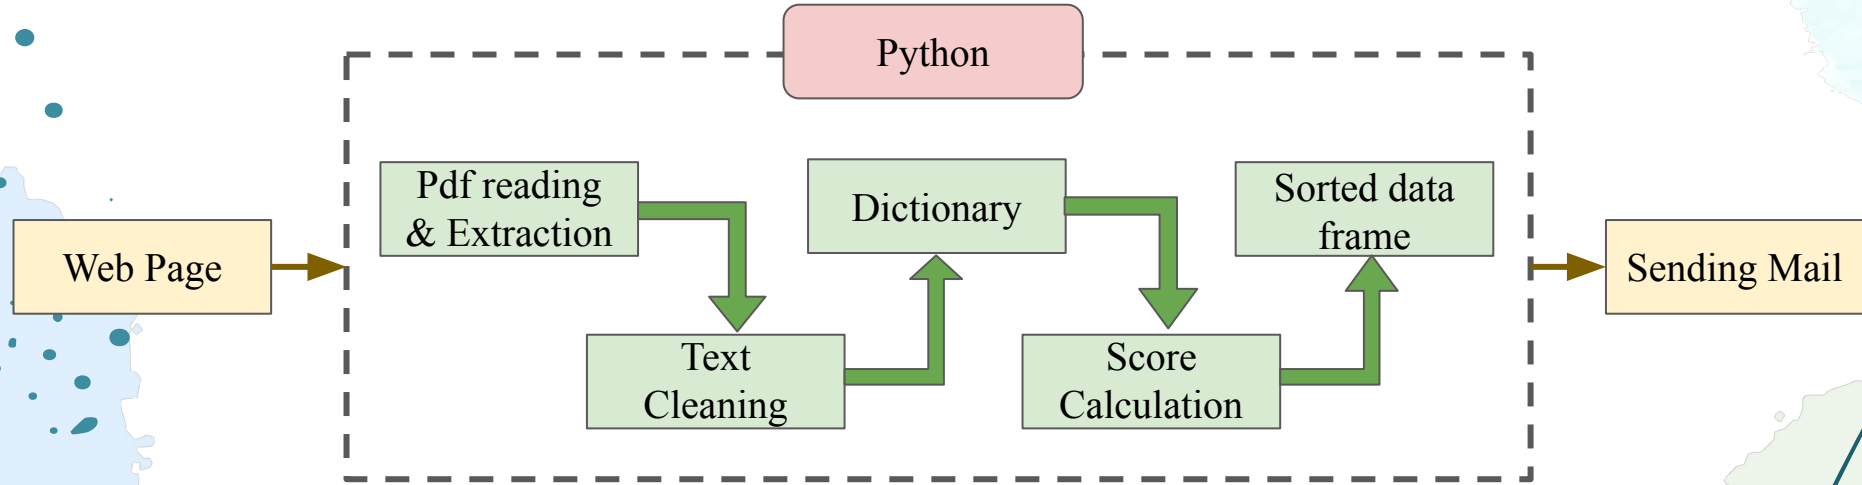 Python
Web Page
Pdf reading
& Extraction
Text
Cleaning
Dictionary
Score
Calculation
Sorted data
frame
Sending Mail